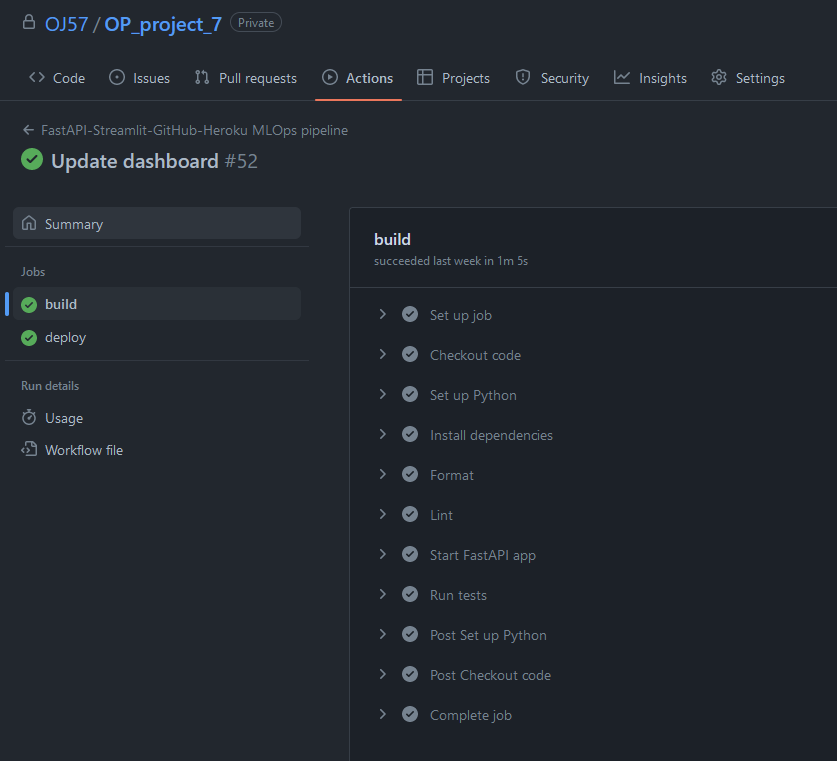 OJ57 / OP_project_7 Private
Code Issues Pull requests Actions Projects Security Insights Settings
FastAPI-Streamlit-GitHub-Heroku MLOps pipeline
Update dashboard #52
Summary
Jobs
build
deploy
Run details
Usage
Workflow file
build
succeeded last week in 1m 5s
Set up job
Checkout code
Set up Python
Install dependencies
Format
Lint
Start FastAPI app
Run tests
Post Set up Python
Post Checkout code
Complete job